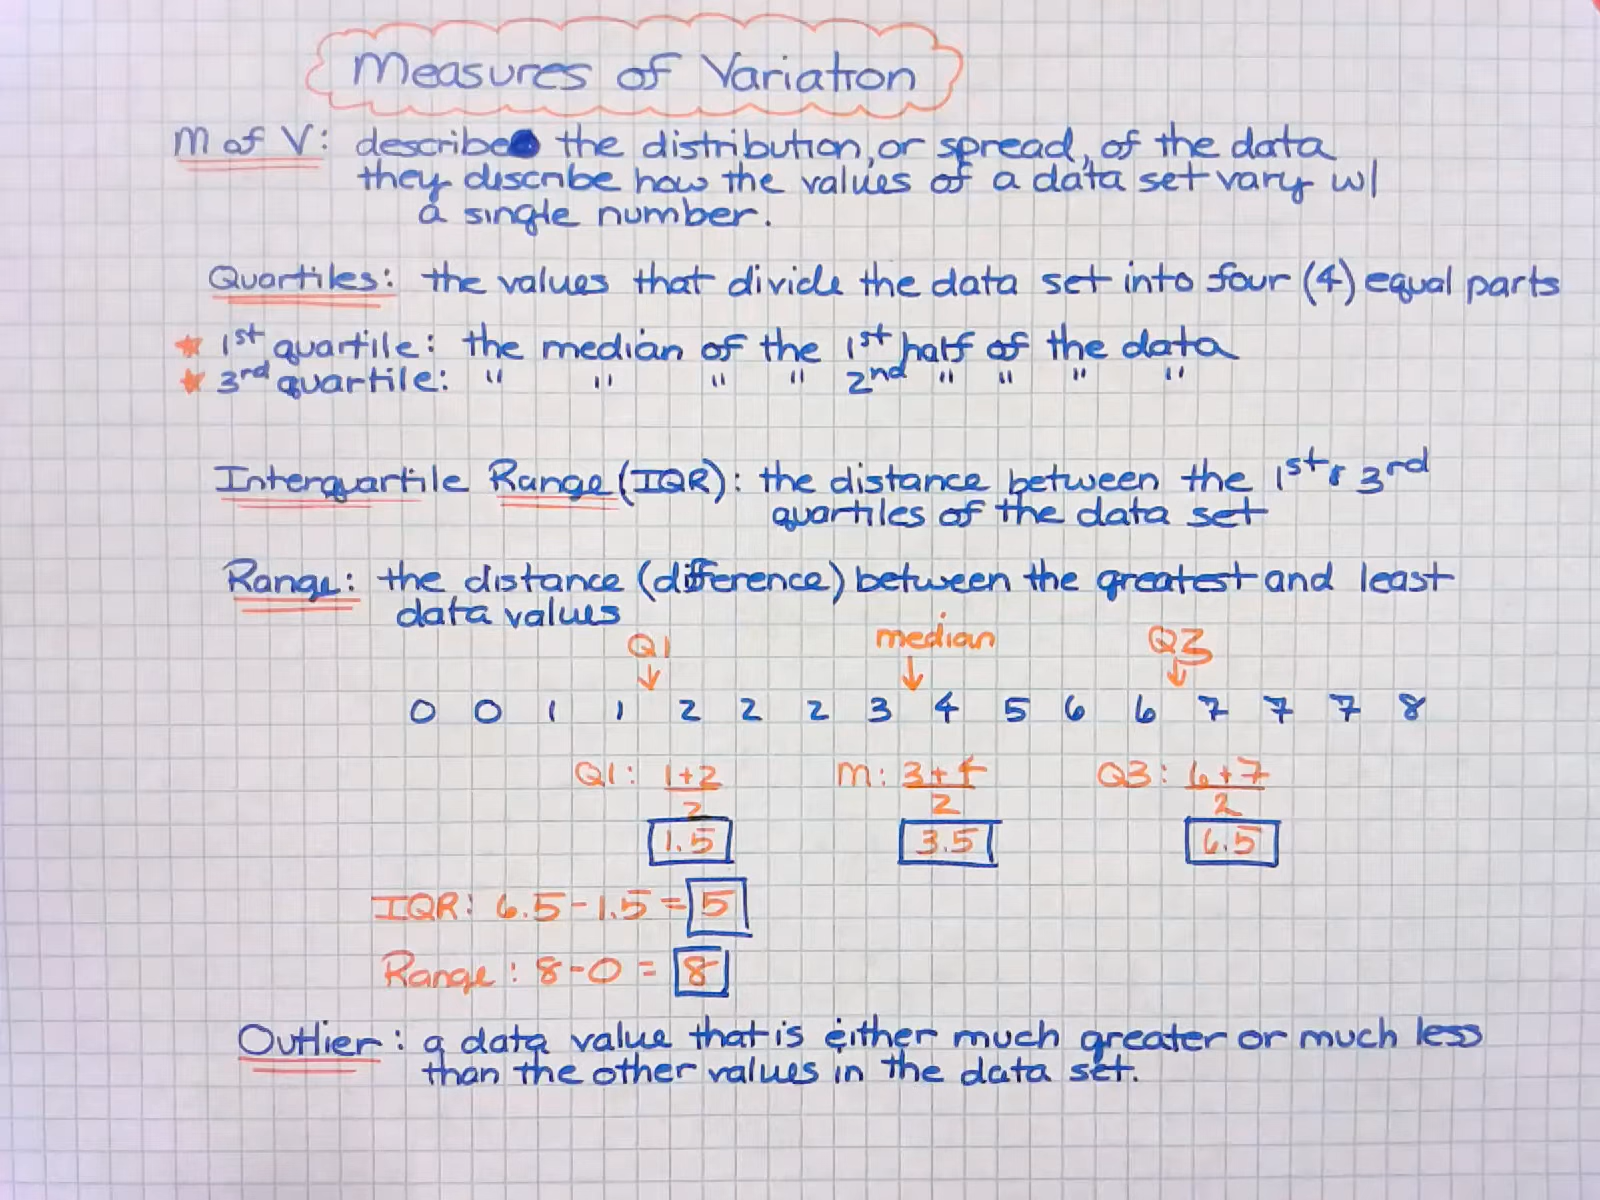 Measures of Variation
M of V: describe the distribution, or spread, of the data
they describe how the values of a data set vary w/
a single number.
Quartiles: the values that divide the data set into four (4) equal parts
* 1st quartile: the median of the 1st half of the data
* 3rd quartile: " " " " 2nd " " " "
Interquartile Range (IQR): the distance between the 1st & 3rd
quartiles of the data set
Range: the distance (difference) between the greatest and least
data values
Q1 median Q3
0 0 1 1 2 2 2 3 4 5 6 6 7 7 7 8
Q1: 1+2 M: 3+4 Q3: 6+7
2 2 2
1.5 3.5 6.5
IQR: 6.5-1.5 = 5
Range: 8-0 = 8
Outlier: a data value that is either much greater or much less
than the other values in the data set.